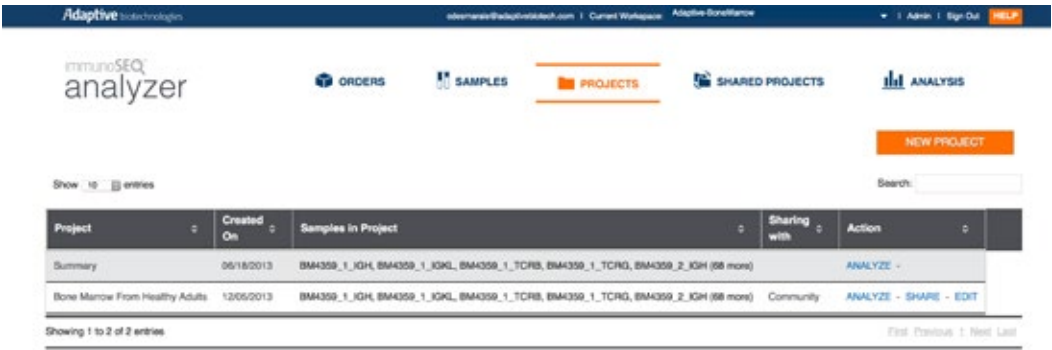 Adaptive biotechnologies
Current Workspace: Adaptive-BoneMarrow
Admin | Sign Out HELP
immunoSEQ
analyzer
ORDERS SAMPLES PROJECTS SHARED PROJECTS ANALYSIS
NEW PROJECT
Show 10 entries
Search:
Project Created On Samples in Project Sharing with Action
Summary 06/18/2013 BM4359_1_IGH, BM4359_1_IGKL, BM4359_1_TCRB, BM4359_1_TCRG, BM4359_2_IGH (68 more) ANALYZE -
Bone Marrow From Healthy Adults 12/05/2013 BM4359_1_IGH, BM4359_1_IGKL, BM4359_1_TCRB, BM4359_1_TCRG, BM4359_2_IGH (68 more) Community ANALYZE - SHARE - EDIT
Showing 1 to 2 of 2 entries
First Previous 1 Next Last